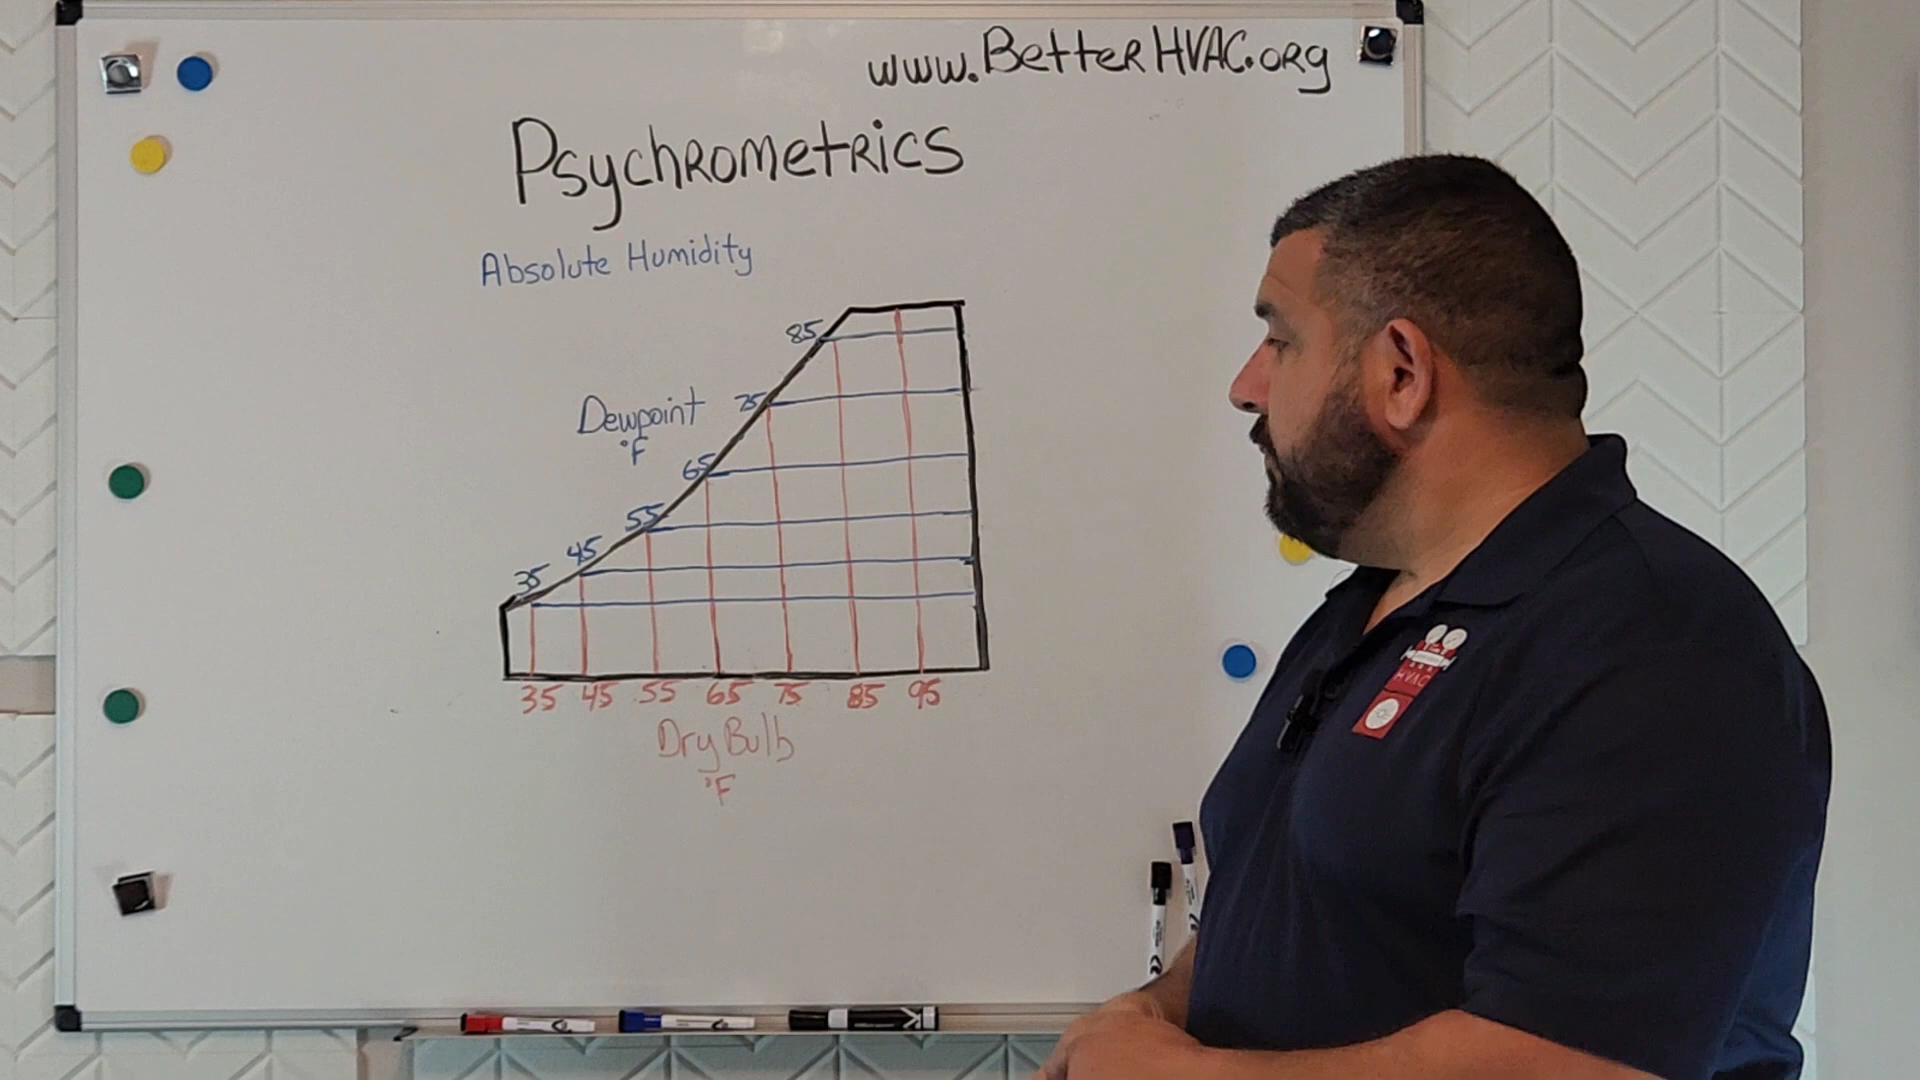 www.BetterHVAC.org
Psychrometrics
Absolute Humidity
85
75
Dewpoint
°F
65
55
45
35
35 45 55 65 75 85 95
Dry Bulb
°F
HVAC